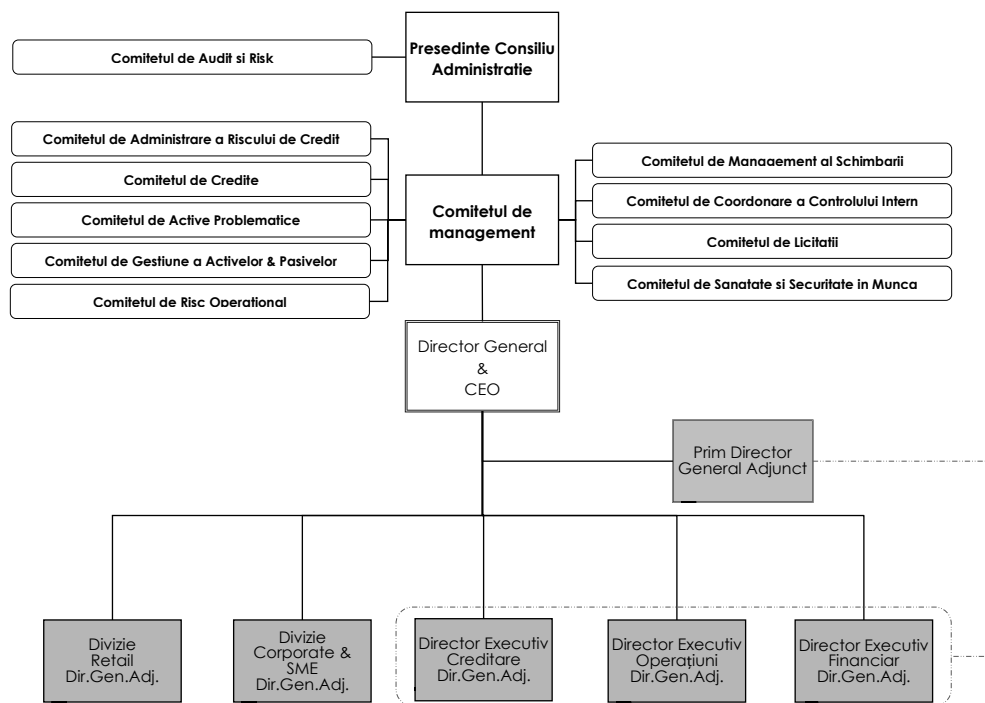 Presedinte Consiliu
Administratie
Comitetul de Audit si Risk
Comitetul de Administrare a Riscului de Credit
Comitetul de Credite
Comitetul de Active Problematice
Comitetul de Gestiune a Activelor & Pasivelor
Comitetul de Risc Operational
Comitetul de
management
Comitetul de Management al Schimbarii
Comitetul de Coordonare a Controlului Intern
Comitetul de Licitatii
Comitetul de Sanatate si Securitate in Munca
Director General
&
CEO
Prim Director
General Adjunct
Divizie
Retail
Dir.Gen.Adj.
Divizie
Corporate &
SME
Dir.Gen.Adj.
Director Executiv
Creditare
Dir.Gen.Adj.
Director Executiv
Operațiuni
Dir.Gen.Adj.
Director Executiv
Financiar
Dir.Gen.Adj.